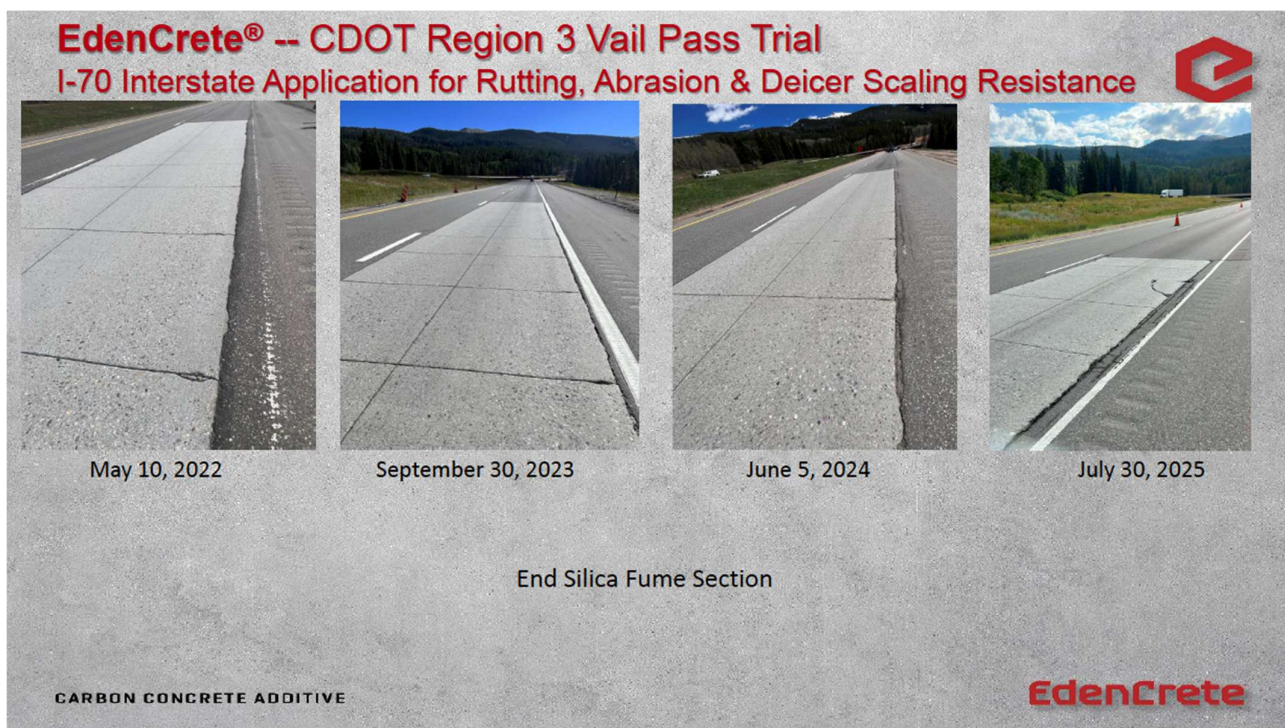 EdenCrete® -- CDOT Region 3 Vail Pass Trial
I-70 Interstate Application for Rutting, Abrasion & Deicer Scaling Resistance
May 10, 2022
September 30, 2023
June 5, 2024
July 30, 2025
End Silica Fume Section
CARBON CONCRETE ADDITIVE
EdenCrete